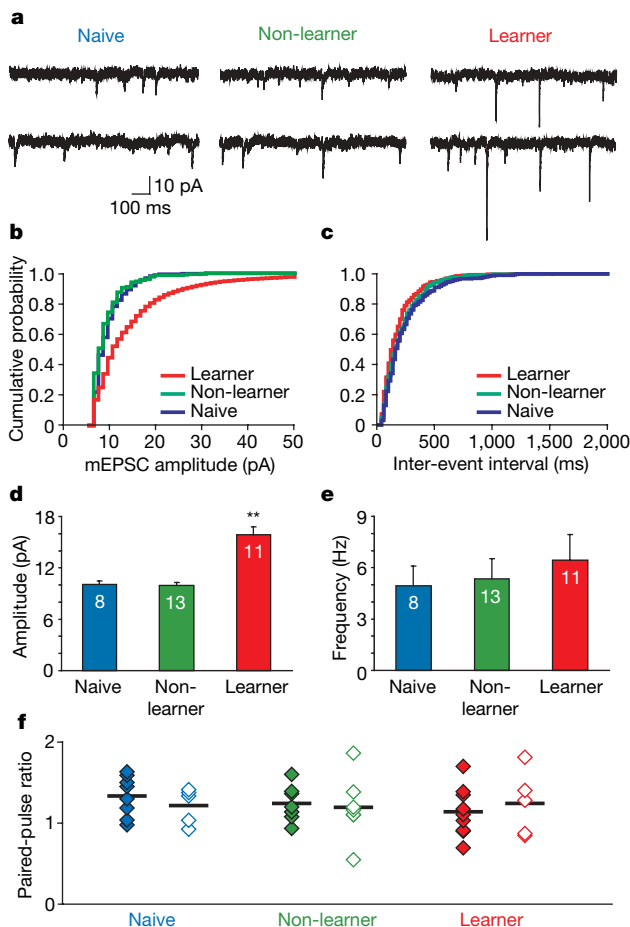 a
Naive Non-learner Learner
10 pA
100 ms
b
Cumulative probability
1.0
0.8
0.6
0.4
0.2
0
Learner
Non-learner
Naive
0 10 20 30 40 50
mEPSC amplitude (pA)
c
1.0
0.8
0.6
0.4
0.2
0
Learner
Non-learner
Naive
0 500 1,000 1,500 2,000
Inter-event interval (ms)
d
Amplitude (pA)
18
14
10
6
0
**
8 13 11
Naive Non- Learner
learner
e
Frequency (Hz)
9
6
3
0
8 13 11
Naive Non- Learner
learner
f
Paired-pulse ratio
2
1
0
Naive Non-learner Learner